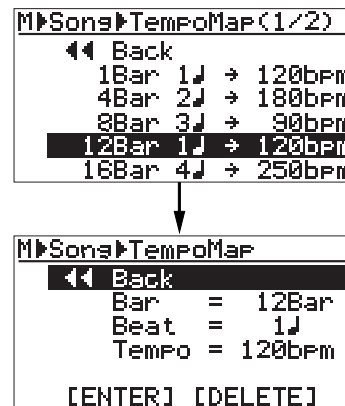 M▶Song▶TempoMap(1/2)
◀◀ Back
1Bar 1♩ → 120bpm
4Bar 2♩ → 180bpm
8Bar 3♩ → 90bpm
12Bar 1♩ → 120bpm
16Bar 4♩ → 250bpm
M▶Song▶TempoMap
◀◀ Back
Bar = 12Bar
Beat = 1♩
Tempo = 120bpm
[ENTER] [DELETE]